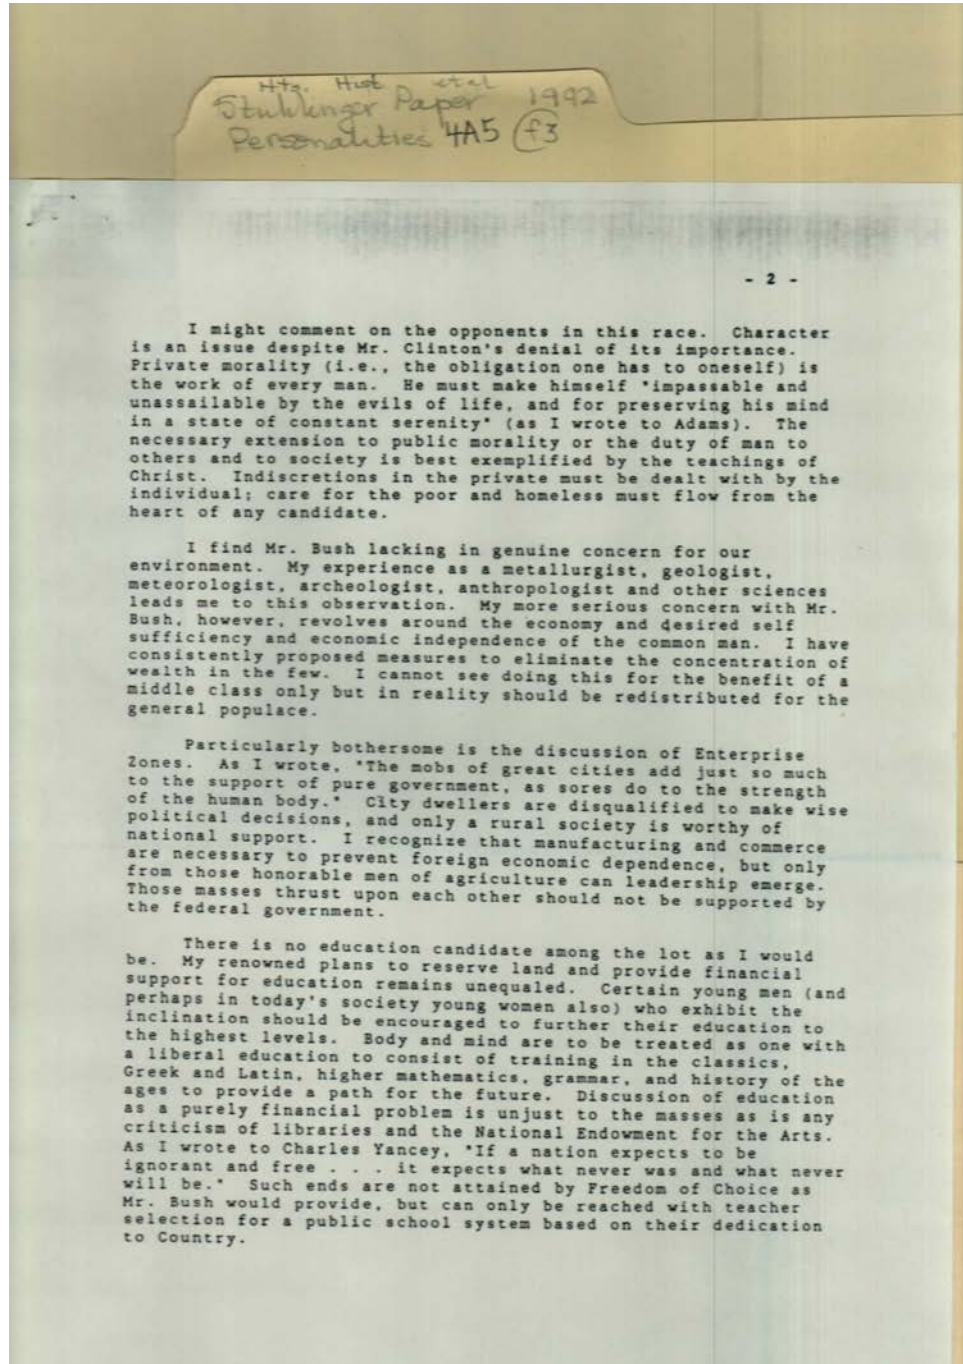 Htg. Hist etal
Stuhlinger Paper 1992
Personalities 4A5 f3
- 2 -
I might comment on the opponents in this race. Character
is an issue despite Mr. Clinton's denial of its importance.
Private morality (i.e., the obligation one has to oneself) is
the work of every man. He must make himself "impassable and
unassailable by the evils of life, and for preserving his mind
in a state of constant serenity" (as I wrote to Adams). The
necessary extension to public morality or the duty of man to
others and to society is best exemplified by the teachings of
Christ. Indiscretions in the private must be dealt with by the
individual; care for the poor and homeless must flow from the
heart of any candidate.
I find Mr. Bush lacking in genuine concern for our
environment. My experience as a metallurgist, geologist,
meteorologist, archeologist, anthropologist and other sciences
leads me to this observation. My more serious concern with Mr.
Bush, however, revolves around the economy and desired self
sufficiency and economic independence of the common man. I have
consistently proposed measures to eliminate the concentration of
wealth in the few. I cannot see doing this for the benefit of a
middle class only but in reality should be redistributed for the
general populace.
Particularly bothersome is the discussion of Enterprise
Zones. As I wrote, "The mobs of great cities add just so much
to the support of pure government, as sores do to the strength
of the human body." City dwellers are disqualified to make wise
political decisions, and only a rural society is worthy of
national support. I recognize that manufacturing and commerce
are necessary to prevent foreign economic dependence, but only
from those honorable men of agriculture can leadership emerge.
Those masses thrust upon each other should not be supported by
the federal government.
There is no education candidate among the lot as I would
be. My renowned plans to reserve land and provide financial
support for education remains unequaled. Certain young men (and
perhaps in today's society young women also) who exhibit the
inclination should be encouraged to further their education to
the highest levels. Body and mind are to be treated as one with
a liberal education to consist of training in the classics,
Greek and Latin, higher mathematics, grammar, and history of the
ages to provide a path for the future. Discussion of education
as a purely financial problem is unjust to the masses as is any
criticism of libraries and the National Endowment for the Arts.
As I wrote to Charles Yancey, "If a nation expects to be
ignorant and free . . . it expects what never was and what never
will be." Such ends are not attained by Freedom of Choice as
Mr. Bush would provide, but can only be reached with teacher
selection for a public school system based on their dedication
to Country.